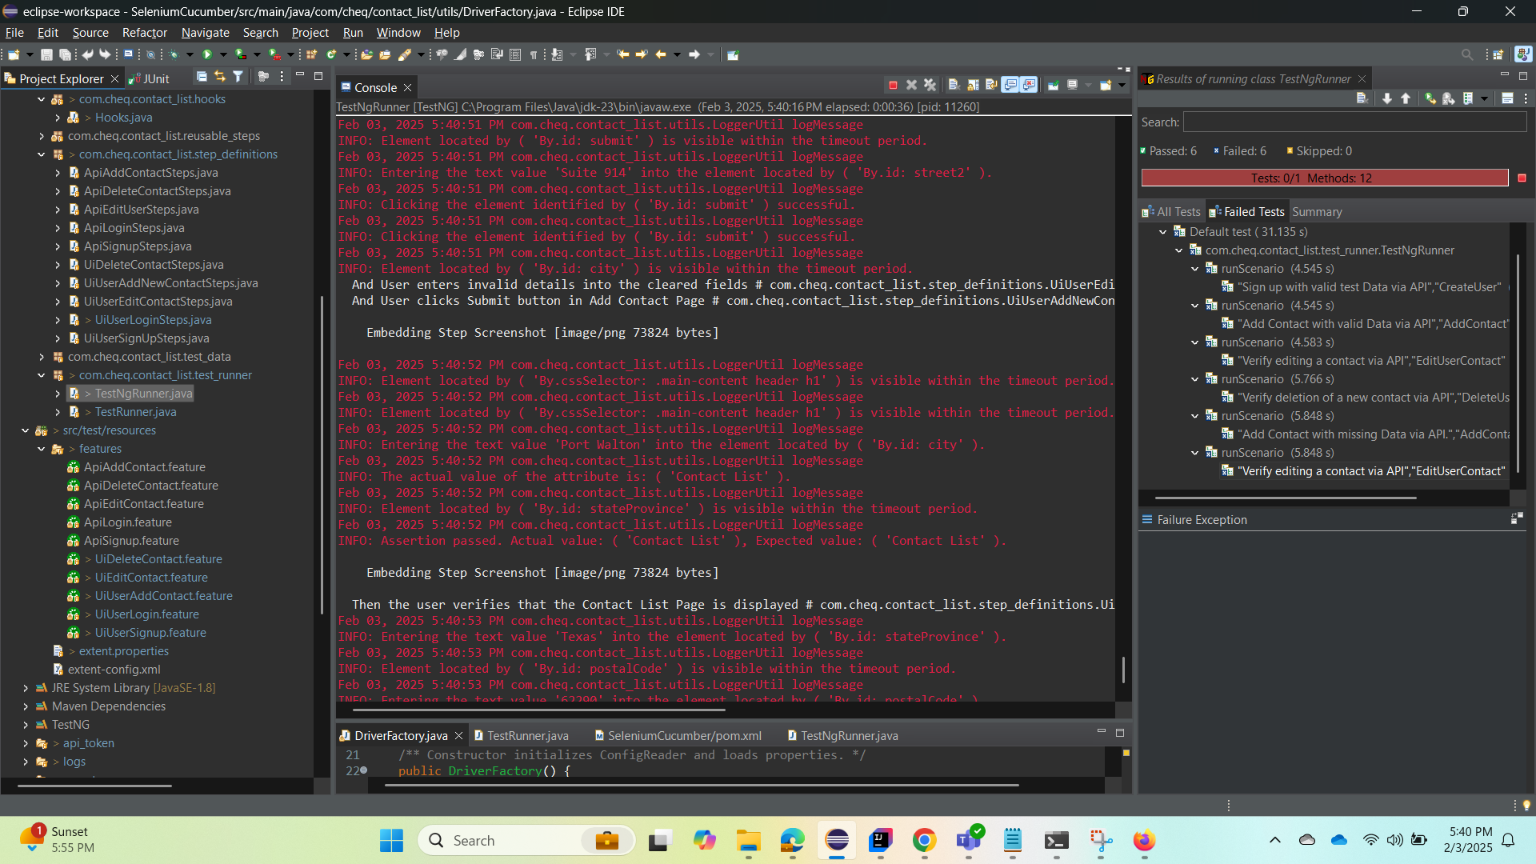 eclipse-workspace - SeleniumCucumber/src/main/java/com/cheq/contact_list/utils/DriverFactory.java - Eclipse IDE
File Edit Source Refactor Navigate Search Project Run Window Help
Project Explorer
JUnit
> com.cheq.contact_list.hooks
> Hooks.java
com.cheq.contact_list.reusable_steps
> com.cheq.contact_list.step_definitions
ApiAddContactSteps.java
ApiDeleteContactSteps.java
ApiEditUserSteps.java
ApiLoginSteps.java
ApiSignupSteps.java
UiDeleteContactSteps.java
UiUserAddNewContactSteps.java
UiUserEditContactSteps.java
> UiUserLoginSteps.java
UiUserSignUpSteps.java
com.cheq.contact_list.test_data
> com.cheq.contact_list.test_runner
> TestNgRunner.java
> TestRunner.java
> src/test/resources
> features
ApiAddContact.feature
ApiDeleteContact.feature
ApiEditContact.feature
ApiLogin.feature
ApiSignup.feature
> UiDeleteContact.feature
> UiEditContact.feature
> UiUserAddContact.feature
> UiUserLogin.feature
> UiUserSignup.feature
> extent.properties
extent-config.xml
JRE System Library [JavaSE-1.8]
Maven Dependencies
TestNG
> api_token
> logs
Console
TestNgRunner [TestNG] C:\Program Files\Java\jdk-23\bin\javaw.exe (Feb 3, 2025, 5:40:16 PM elapsed: 0:00:36) [pid: 11260]
Feb 03, 2025 5:40:51 PM com.cheq.contact_list.utils.LoggerUtil logMessage
INFO: Element located by ( 'By.id: submit' ) is visible within the timeout period.
Feb 03, 2025 5:40:51 PM com.cheq.contact_list.utils.LoggerUtil logMessage
INFO: Entering the text value 'Suite 914' into the element located by ( 'By.id: street2' ).
Feb 03, 2025 5:40:51 PM com.cheq.contact_list.utils.LoggerUtil logMessage
INFO: Clicking the element identified by ( 'By.id: submit' ) successful.
Feb 03, 2025 5:40:51 PM com.cheq.contact_list.utils.LoggerUtil logMessage
INFO: Clicking the element identified by ( 'By.id: submit' ) successful.
Feb 03, 2025 5:40:51 PM com.cheq.contact_list.utils.LoggerUtil logMessage
INFO: Element located by ( 'By.id: city' ) is visible within the timeout period.
And User enters invalid details into the cleared fields # com.cheq.contact_list.step_definitions.UiUserEdi
And User clicks Submit button in Add Contact Page # com.cheq.contact_list.step_definitions.UiUserAddNewCon
Embedding Step Screenshot [image/png 73824 bytes]
Feb 03, 2025 5:40:52 PM com.cheq.contact_list.utils.LoggerUtil logMessage
INFO: Element located by ( 'By.cssSelector: .main-content header h1' ) is visible within the timeout period.
Feb 03, 2025 5:40:52 PM com.cheq.contact_list.utils.LoggerUtil logMessage
INFO: Element located by ( 'By.cssSelector: .main-content header h1' ) is visible within the timeout period.
Feb 03, 2025 5:40:52 PM com.cheq.contact_list.utils.LoggerUtil logMessage
INFO: Entering the text value 'Port Walton' into the element located by ( 'By.id: city' ).
Feb 03, 2025 5:40:52 PM com.cheq.contact_list.utils.LoggerUtil logMessage
INFO: The actual value of the attribute is: ( 'Contact List' ).
Feb 03, 2025 5:40:52 PM com.cheq.contact_list.utils.LoggerUtil logMessage
INFO: Element located by ( 'By.id: stateProvince' ) is visible within the timeout period.
Feb 03, 2025 5:40:52 PM com.cheq.contact_list.utils.LoggerUtil logMessage
INFO: Assertion passed. Actual value: ( 'Contact List' ), Expected value: ( 'Contact List' ).
Embedding Step Screenshot [image/png 73824 bytes]
Then the user verifies that the Contact List Page is displayed # com.cheq.contact_list.step_definitions.Ui
Feb 03, 2025 5:40:53 PM com.cheq.contact_list.utils.LoggerUtil logMessage
INFO: Entering the text value 'Texas' into the element located by ( 'By.id: stateProvince' ).
Feb 03, 2025 5:40:53 PM com.cheq.contact_list.utils.LoggerUtil logMessage
INFO: Element located by ( 'By.id: postalCode' ) is visible within the timeout period.
Feb 03, 2025 5:40:53 PM com.cheq.contact_list.utils.LoggerUtil logMessage
INFO: Entering the text value '62290' into the element located by ( 'By.id: postalCode' )
DriverFactory.java
TestRunner.java
SeleniumCucumber/pom.xml
TestNgRunner.java
21 /** Constructor initializes ConfigReader and loads properties. */
22 public DriverFactory() {
Results of running class TestNgRunner
Search:
Passed: 6 Failed: 6 Skipped: 0
Tests: 0/1 Methods: 12
All Tests Failed Tests Summary
Default test ( 31.135 s)
com.cheq.contact_list.test_runner.TestNgRunner
runScenario (4.545 s)
"Sign up with valid test Data via API","CreateUser"
runScenario (4.545 s)
"Add Contact with valid Data via API","AddContact"
runScenario (4.583 s)
"Verify editing a contact via API","EditUserContact"
runScenario (5.766 s)
"Verify deletion of a new contact via API","DeleteUs
runScenario (5.848 s)
"Add Contact with missing Data via API.","AddConta
runScenario (5.848 s)
"Verify editing a contact via API","EditUserContact"
Failure Exception
1
Sunset
5:55 PM
Search
5:40 PM
2/3/2025